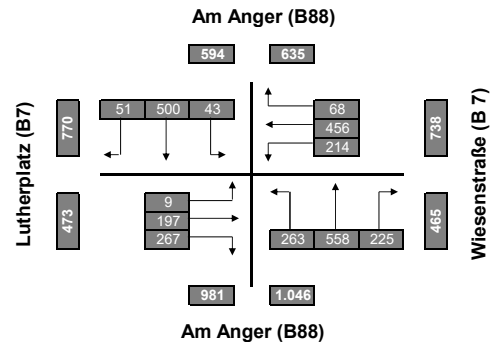 Am Anger (B88)
594 635
Lutherplatz (B7)
770
51 500 43
68
456
214
738
Wiesenstraße (B 7)
473
9
197
267
263 558 225
465
981 1.046
Am Anger (B88)